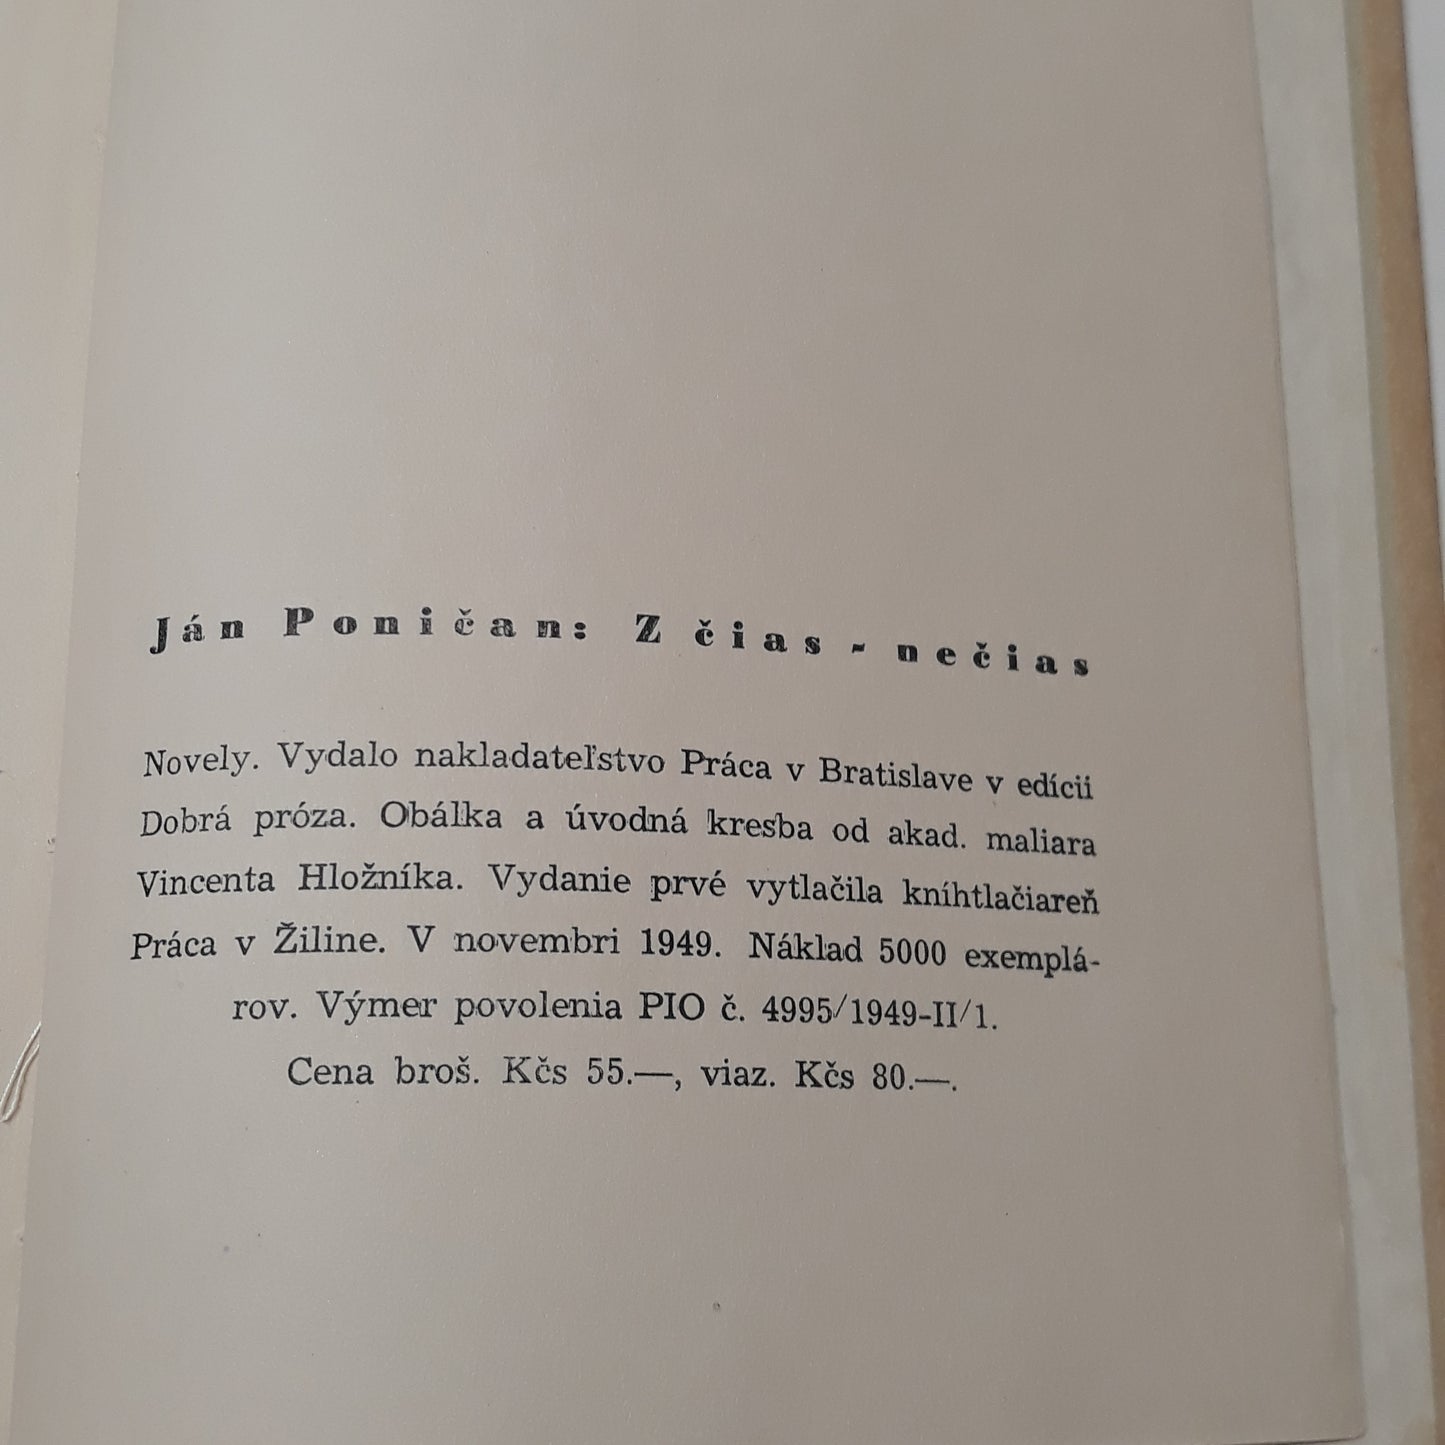 Ján Poničan: Z čias - nečias
Novely. Vydalo nakladateľstvo Práca v Bratislave v edícii
Dobrá próza. Obálka a úvodná kresba od akad. maliara
Vincenta Hložníka. Vydanie prvé vytlačila kníhtlačiareň
Práca v Žiline. V novembri 1949. Náklad 5000 exemplá-
rov. Výmer povolenia PIO č. 4995/1949-II/1.
Cena broš. Kčs 55.—, viaz. Kčs 80.—.